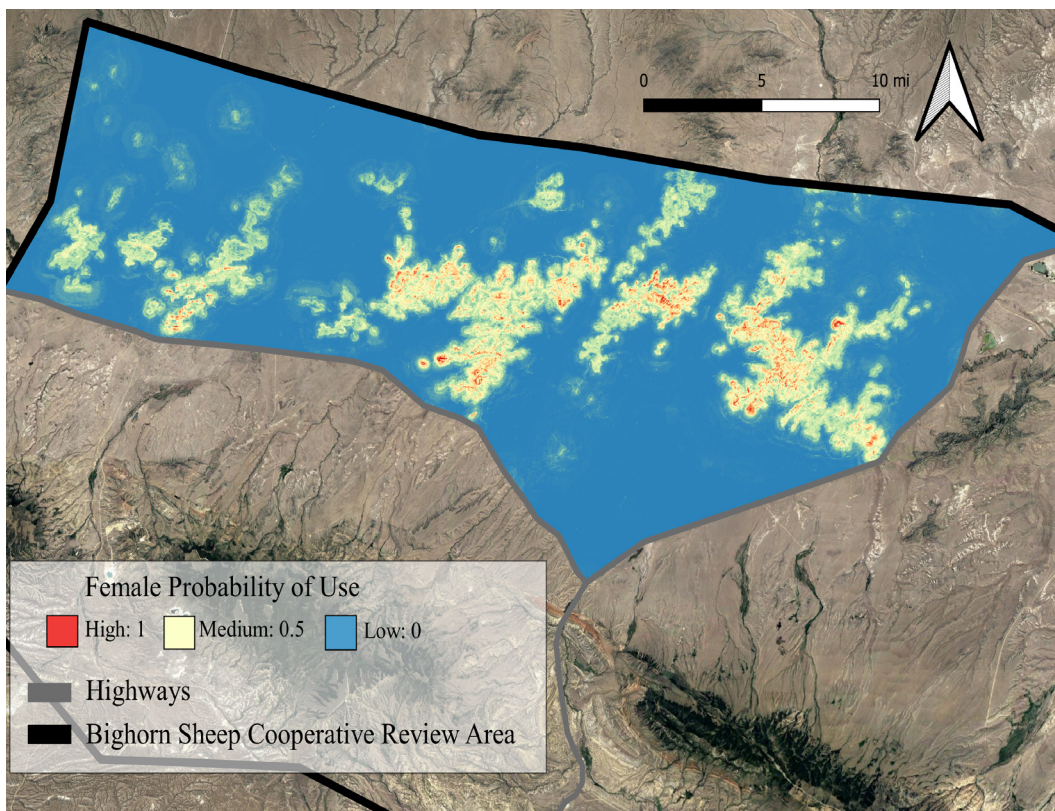 0 5 10 mi
Female Probability of Use
High: 1 Medium: 0.5 Low: 0
Highways
Bighorn Sheep Cooperative Review Area